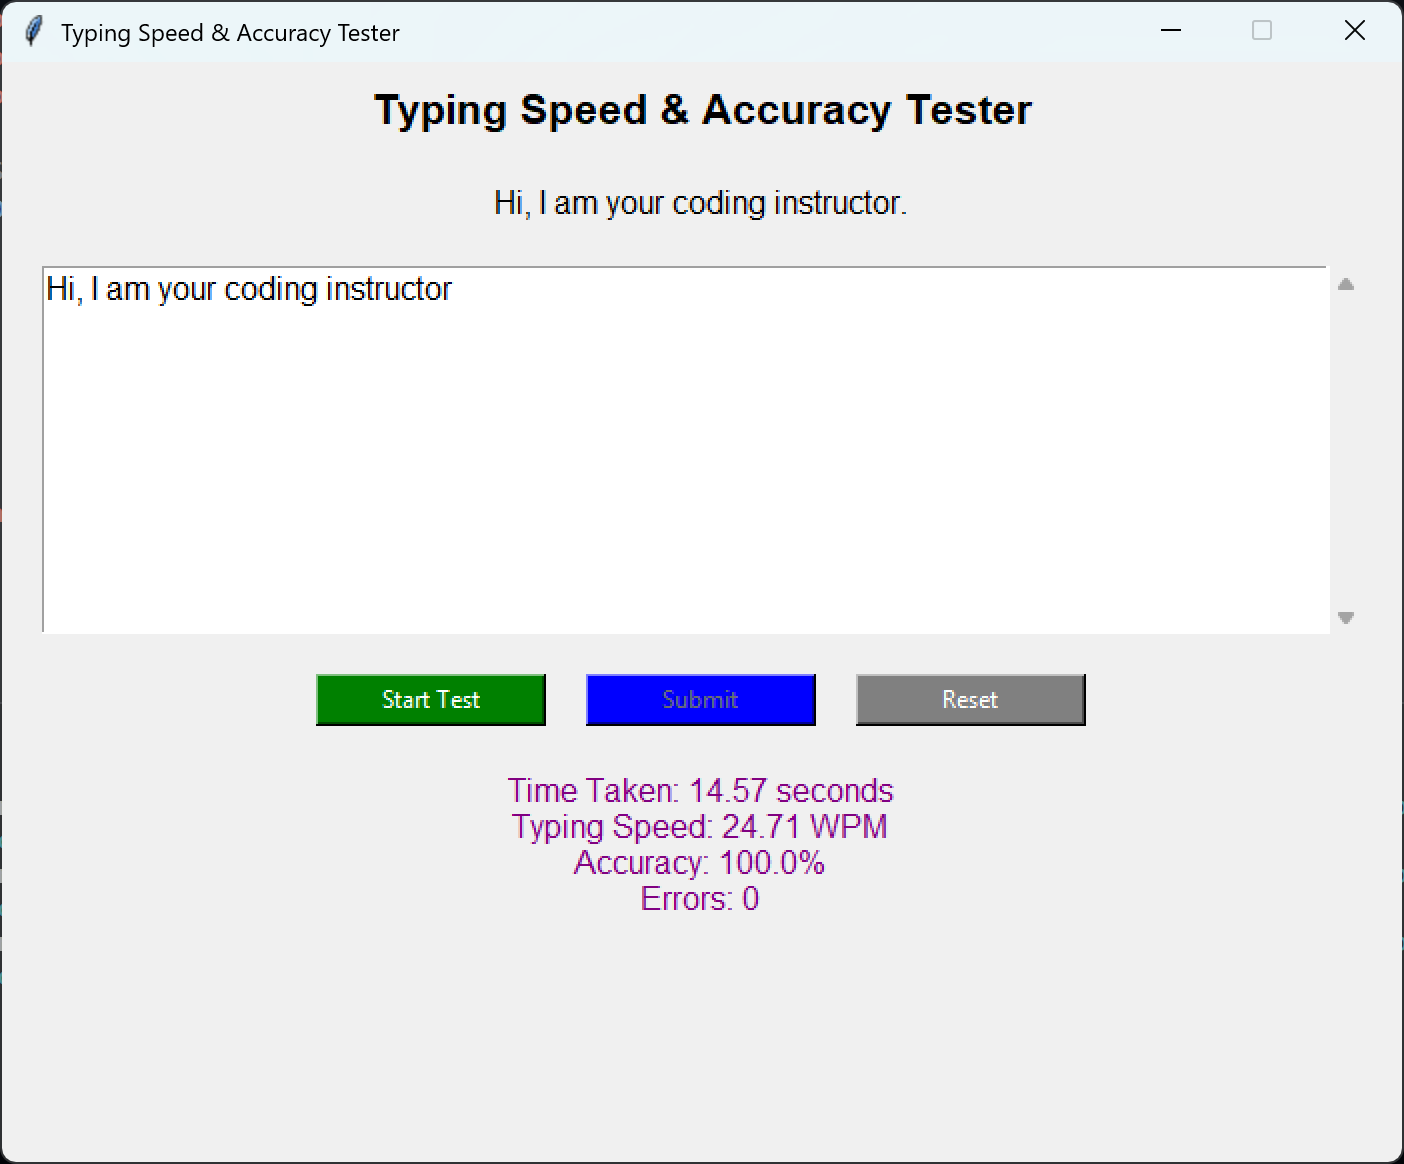 Typing Speed & Accuracy Tester
Typing Speed & Accuracy Tester
Hi, I am your coding instructor.
Hi, I am your coding instructor
Start Test
Submit
Reset
Time Taken: 14.57 seconds
Typing Speed: 24.71 WPM
Accuracy: 100.0%
Errors: 0